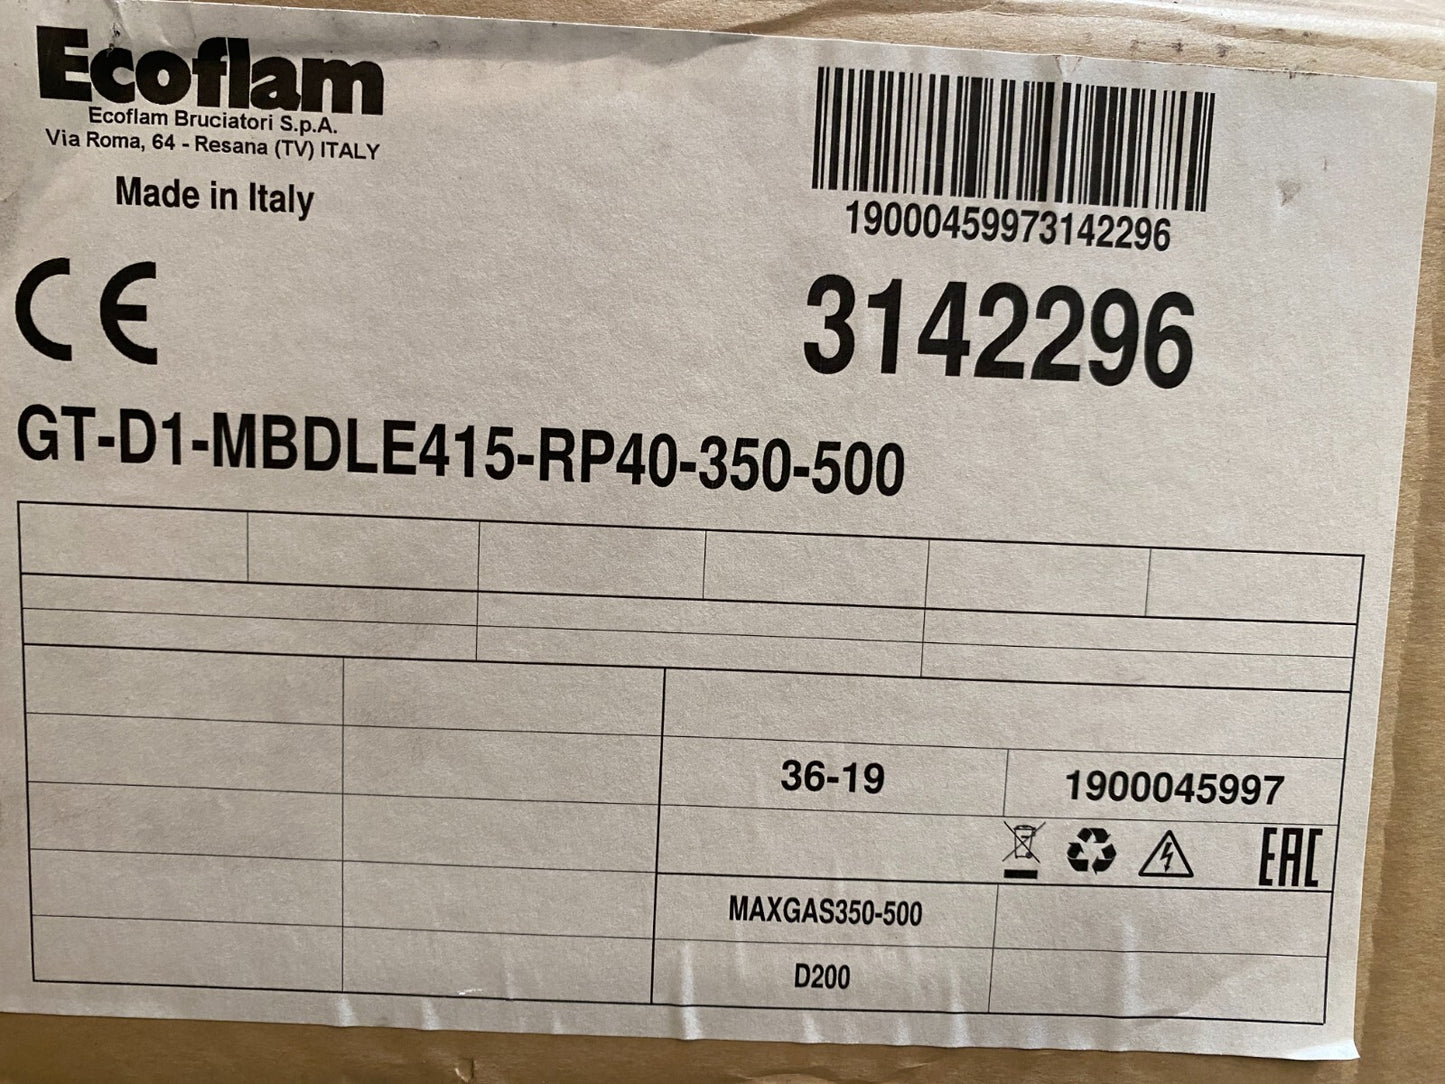 Ecoflam
Ecoflam Bruciatori S.p.A.
Via Roma, 64 - Resana (TV) ITALY
Made in Italy
CE
19000459973142296
3142296
GT-D1-MBDLE415-RP40-350-500
36-19
1900045997
EAC
MAXGAS350-500
D200